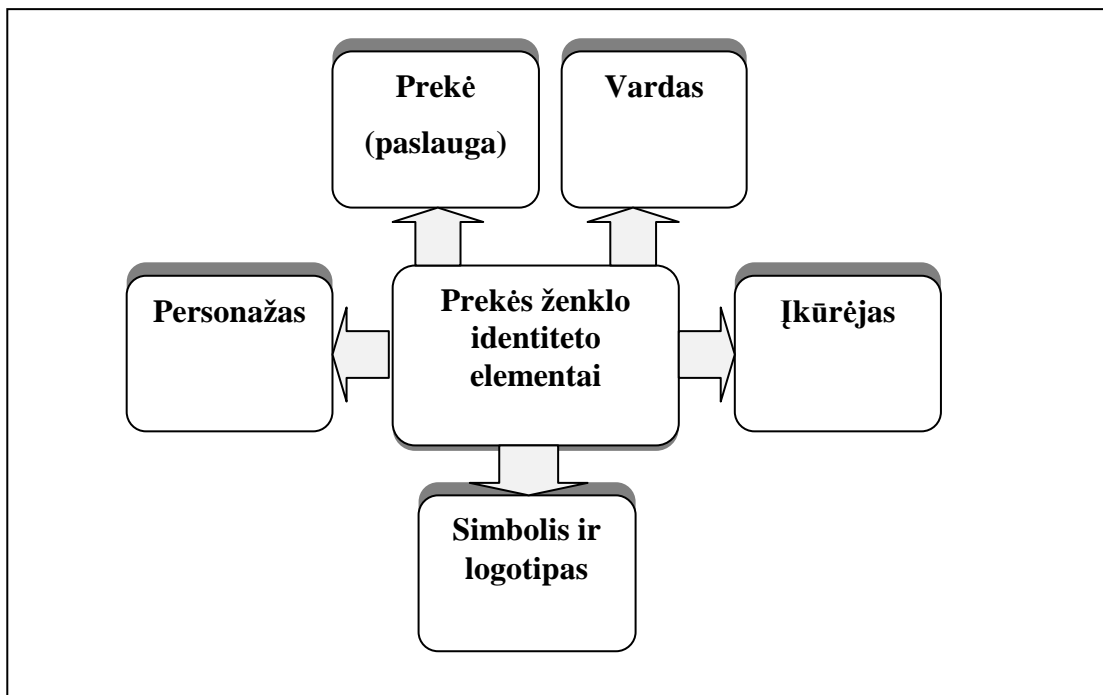 Prekė
(paslauga)
Vardas
Personažas
Prekės ženklo
identiteto
elementai
Įkūrėjas
Simbolis ir
logotipas